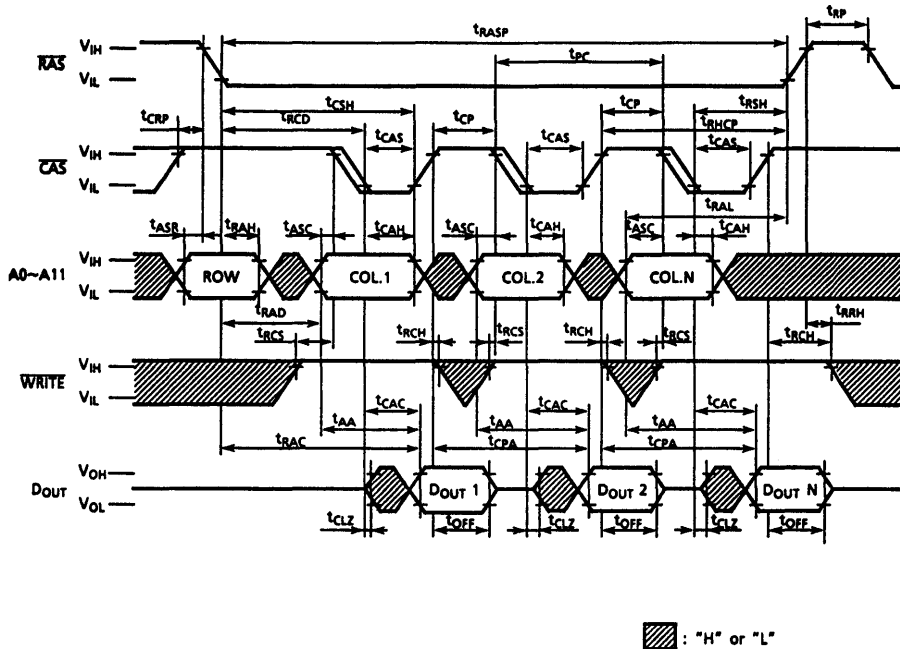 tRP
tRASP
VIH
RAS
VIL
tPC
tCSH
tRSH
tCRP
tRCD
tCP
tCP
tRHCP
tCAS
tCAS
tCAS
VIH
CAS
VIL
tRAL
tASR
tRAH
tASC
tCAH
tASC
tCAH
tASC
tCAH
VIH
A0~A11
ROW
COL.1
COL.2
COL.N
VIL
tRAD
tRRH
tRCS
tRCH
tRCS
tRCH
tRCS
tRCH
VIH
WRITE
VIL
tCAC
tCAC
tCAC
tAA
tAA
tAA
tRAC
tCPA
tCPA
VOH
DOUT
DOUT 1
DOUT 2
DOUT N
VOL
tCLZ
tOFF
tCLZ
tOFF
tCLZ
tOFF
: "H" or "L"